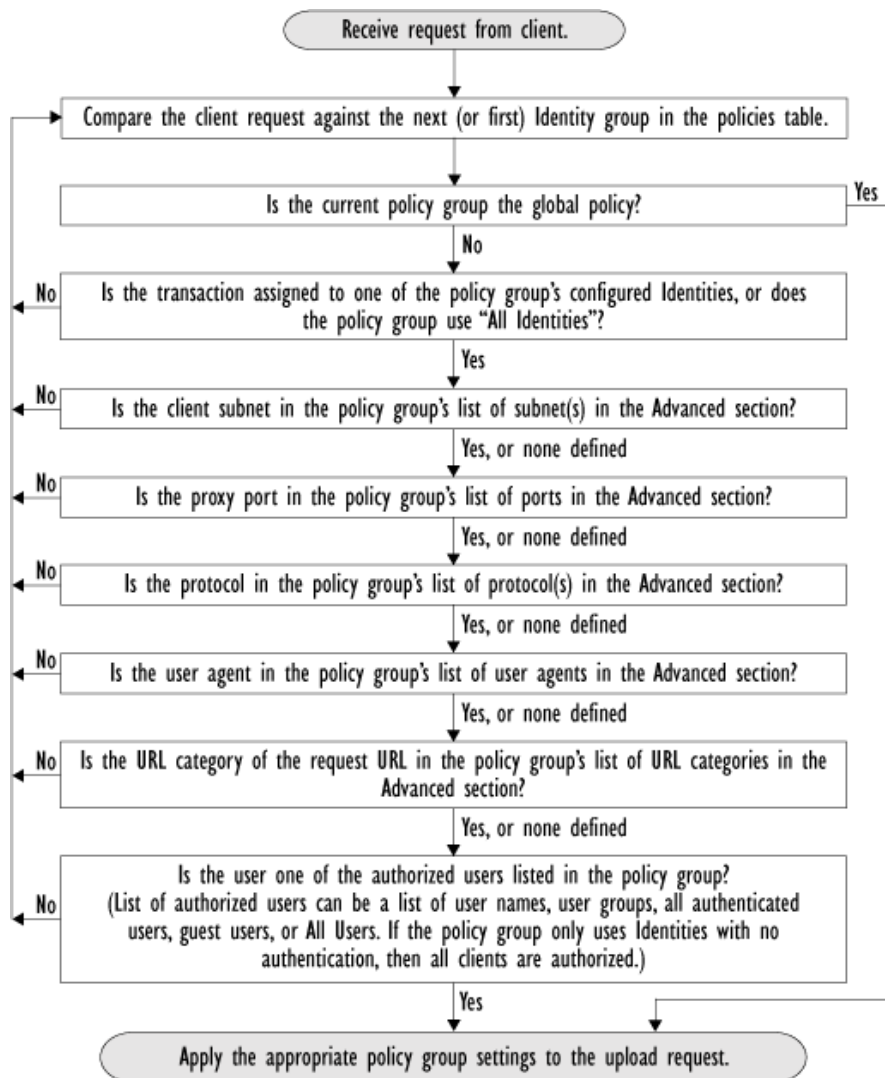 Receive request from client.
Compare the client request against the next (or first) Identity group in the policies table.
Is the current policy group the global policy?
Yes
No
Is the transaction assigned to one of the policy group's configured Identities, or does
the policy group use “All Identities”?
No
Yes
Is the client subnet in the policy group's list of subnet(s) in the Advanced section?
No
Yes, or none defined
Is the proxy port in the policy group's list of ports in the Advanced section?
No
Yes, or none defined
Is the protocol in the policy group's list of protocol(s) in the Advanced section?
No
Yes, or none defined
Is the user agent in the policy group's list of user agents in the Advanced section?
No
Yes, or none defined
Is the URL category of the request URL in the policy group's list of URL categories in the
Advanced section?
No
Yes, or none defined
Is the user one of the authorized users listed in the policy group?
(List of authorized users can be a list of user names, user groups, all authenticated
users, guest users, or All Users. If the policy group only uses Identities with no
authentication, then all clients are authorized.)
No
Yes
Apply the appropriate policy group settings to the upload request.